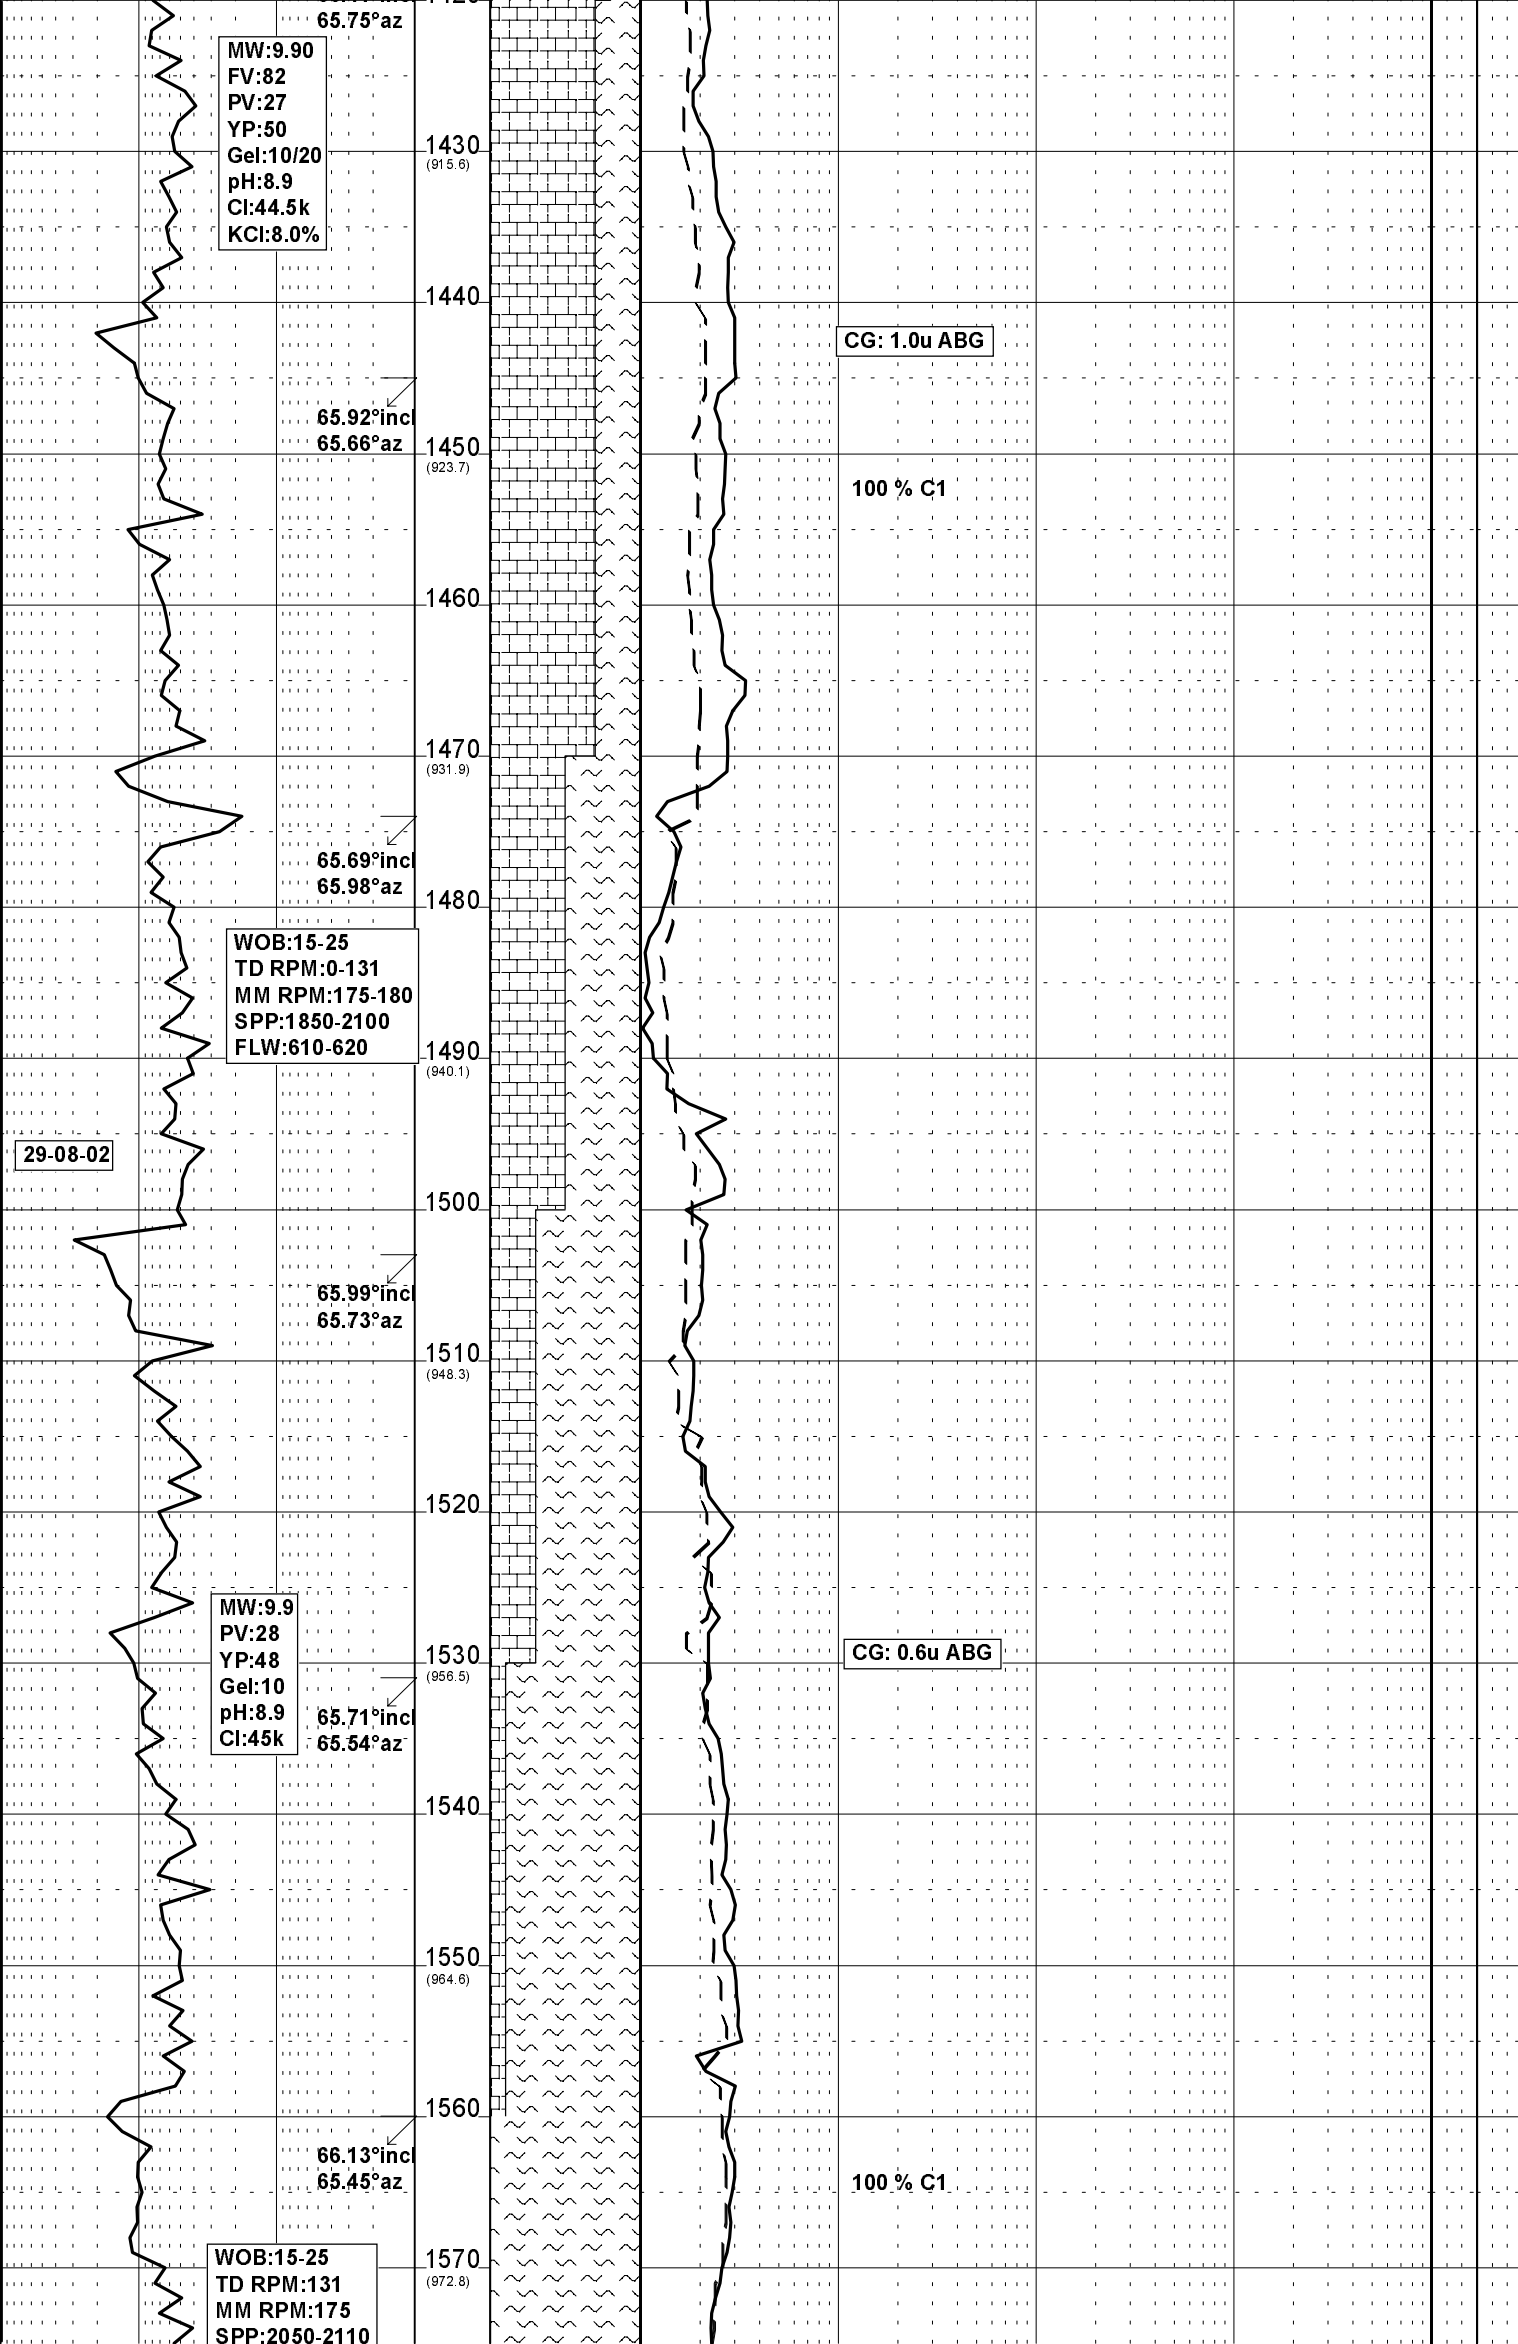 65.75°az
MW:9.90
FV:82
PV:27
YP:50
Gel:10/20
pH:8.9
Cl:44.5k
KCl:8.0%
1430
(915.6)
1440
CG: 1.0u ABG
65.92°incl
65.66°az
1450
(923.7)
100 % C1
1460
1470
(931.9)
65.69°incl
65.98°az
1480
WOB:15-25
TD RPM:0-131
MM RPM:175-180
SPP:1850-2100
FLW:610-620
1490
(940.1)
29-08-02
1500
65.99°incl
65.73°az
1510
(948.3)
1520
MW:9.9
PV:28
YP:48
Gel:10
pH:8.9
Cl:45k
1530
(956.5)
CG: 0.6u ABG
65.71°incl
65.54°az
1540
1550
(964.6)
1560
66.13°incl
65.45°az
100 % C1
1570
(972.8)
WOB:15-25
TD RPM:131
MM RPM:175
SPP:2050-2110